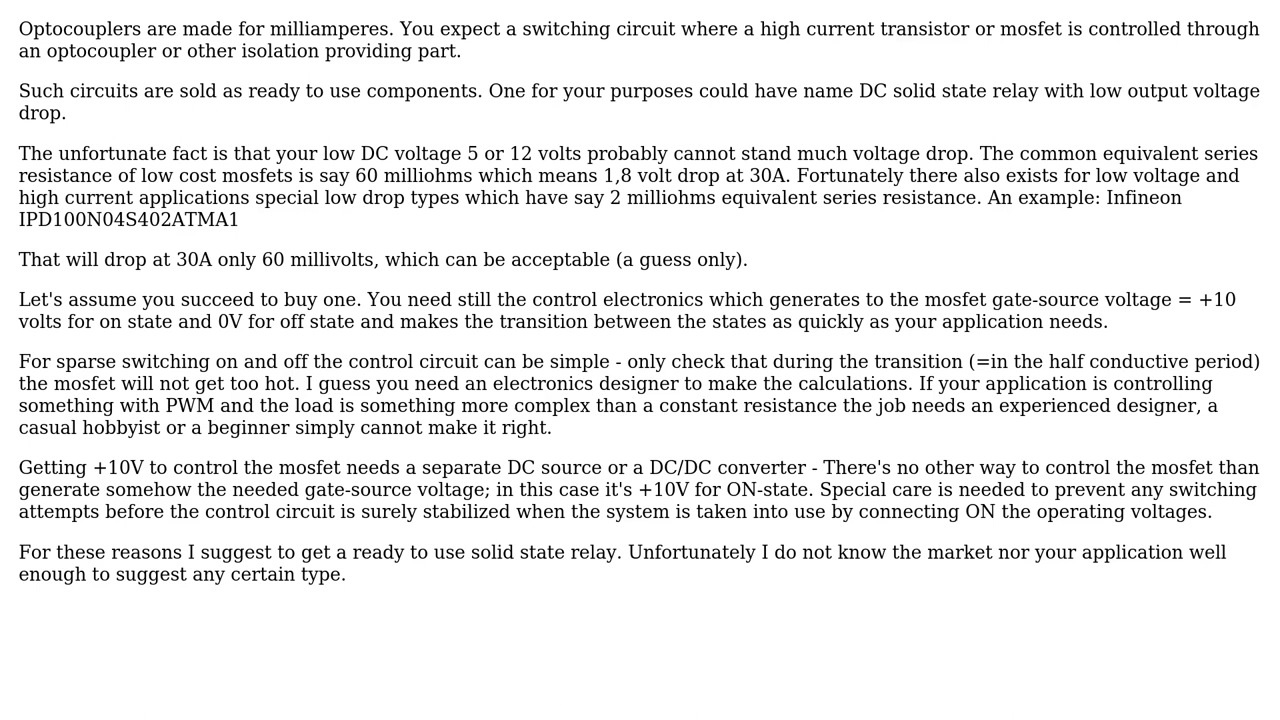 Optocouplers are made for milliamperes. You expect a switching circuit where a high current transistor or mosfet is controlled through
an optocoupler or other isolation providing part.
Such circuits are sold as ready to use components. One for your purposes could have name DC solid state relay with low output voltage
drop.
The unfortunate fact is that your low DC voltage 5 or 12 volts probably cannot stand much voltage drop. The common equivalent series
resistance of low cost mosfets is say 60 milliohms which means 1,8 volt drop at 30A. Fortunately there also exists for low voltage and
high current applications special low drop types which have say 2 milliohms equivalent series resistance. An example: Infineon
IPD100N04S402ATMA1
That will drop at 30A only 60 millivolts, which can be acceptable (a guess only).
Let's assume you succeed to buy one. You need still the control electronics which generates to the mosfet gate-source voltage = +10
volts for on state and 0V for off state and makes the transition between the states as quickly as your application needs.
For sparse switching on and off the control circuit can be simple - only check that during the transition (=in the half conductive period)
the mosfet will not get too hot. I guess you need an electronics designer to make the calculations. If your application is controlling
something with PWM and the load is something more complex than a constant resistance the job needs an experienced designer, a
casual hobbyist or a beginner simply cannot make it right.
Getting +10V to control the mosfet needs a separate DC source or a DC/DC converter - There's no other way to control the mosfet than
generate somehow the needed gate-source voltage; in this case it's +10V for ON-state. Special care is needed to prevent any switching
attempts before the control circuit is surely stabilized when the system is taken into use by connecting ON the operating voltages.
For these reasons I suggest to get a ready to use solid state relay. Unfortunately I do not know the market nor your application well
enough to suggest any certain type.